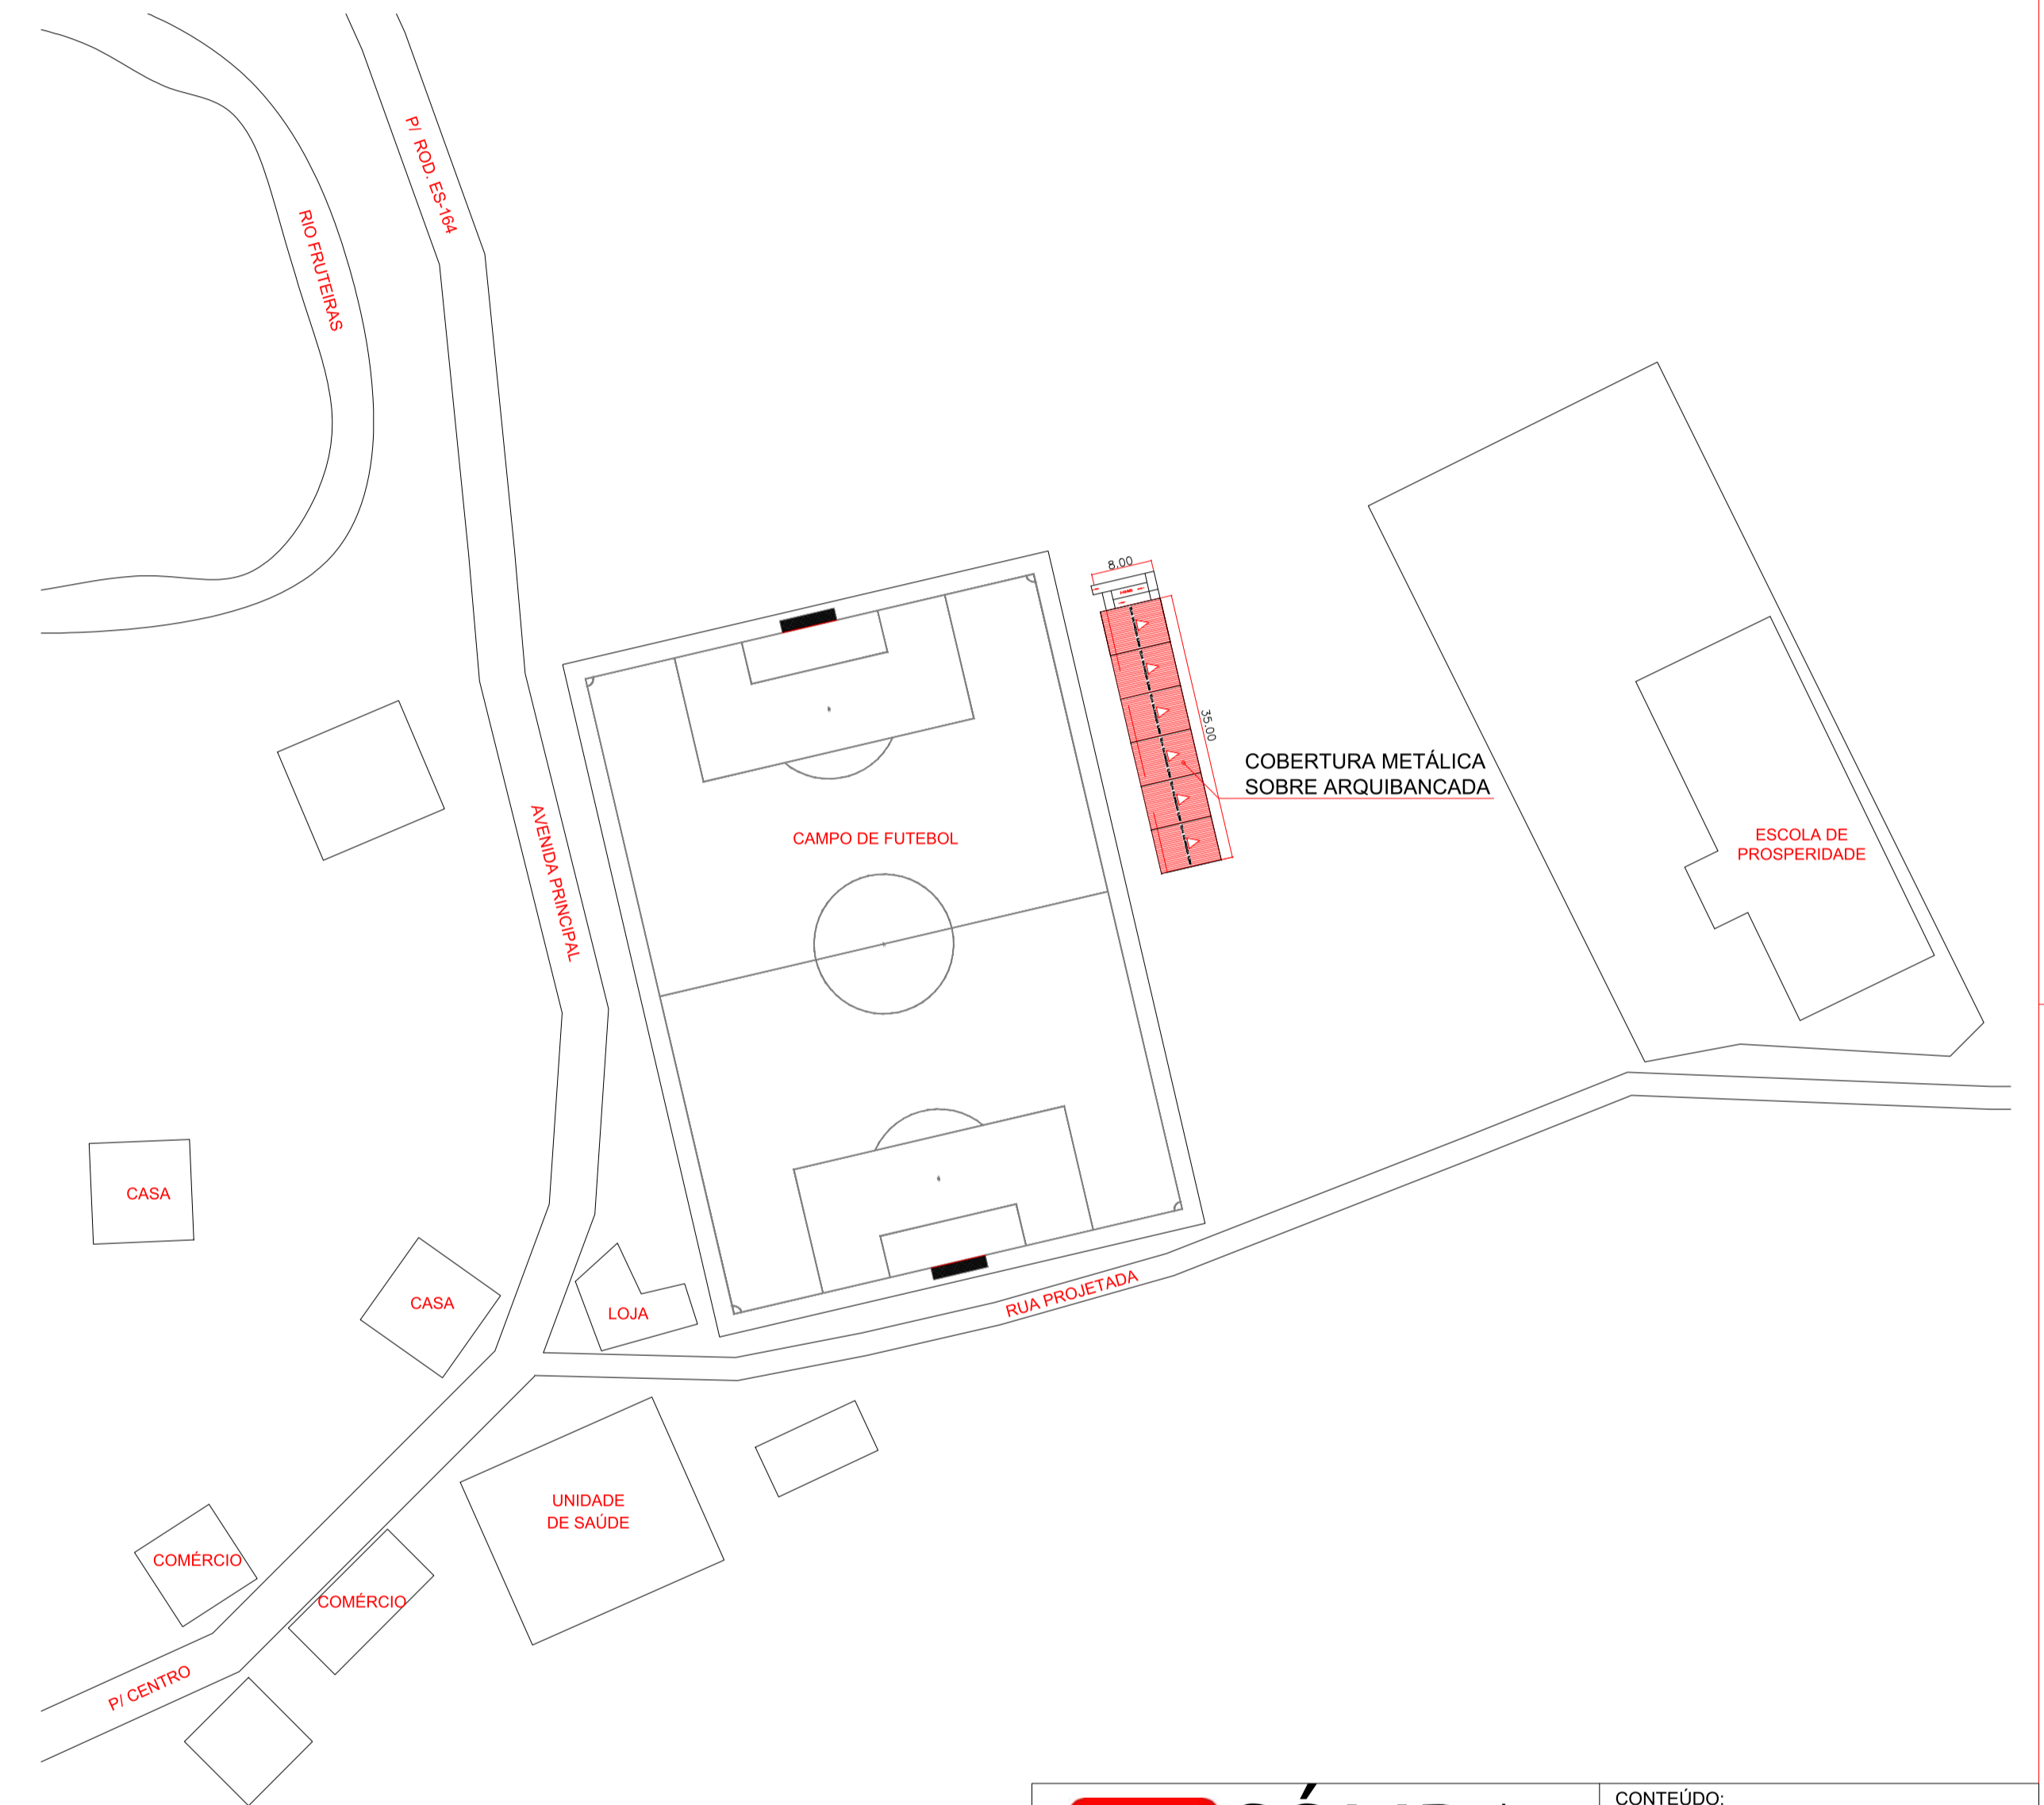 P/ ROD. ES-164
RIO FRUTEIRAS
8.00
35.00
COBERTURA METÁLICA
SOBRE ARQUIBANCADA
AVENIDA PRINCIPAL
CAMPO DE FUTEBOL
ESCOLA DE
PROSPERIDADE
CASA
CASA
LOJA
RUA PROJETADA
UNIDADE
DE SAÚDE
COMÉRCIO
COMÉRCIO
P/ CENTRO
CONTEÚDO: